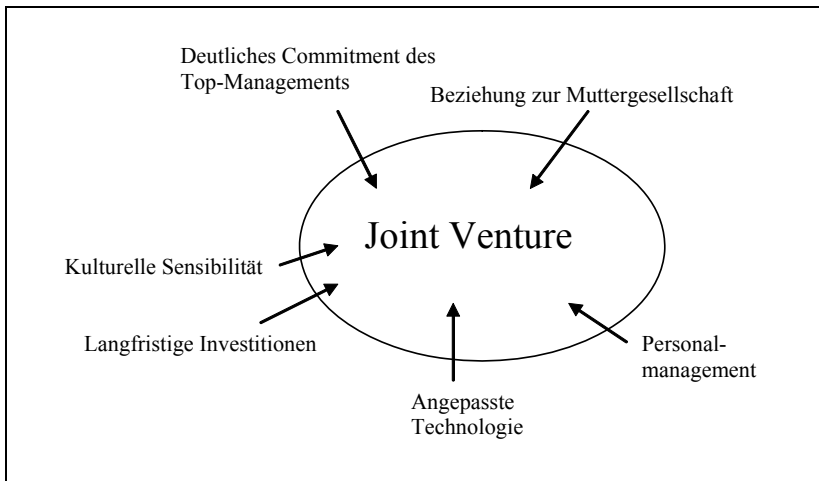 Deutliches Commitment des
Top-Managements
Beziehung zur Muttergesellschaft
Joint Venture
Kulturelle Sensibilität
Langfristige Investitionen
Personal-
management
Angepasste
Technologie